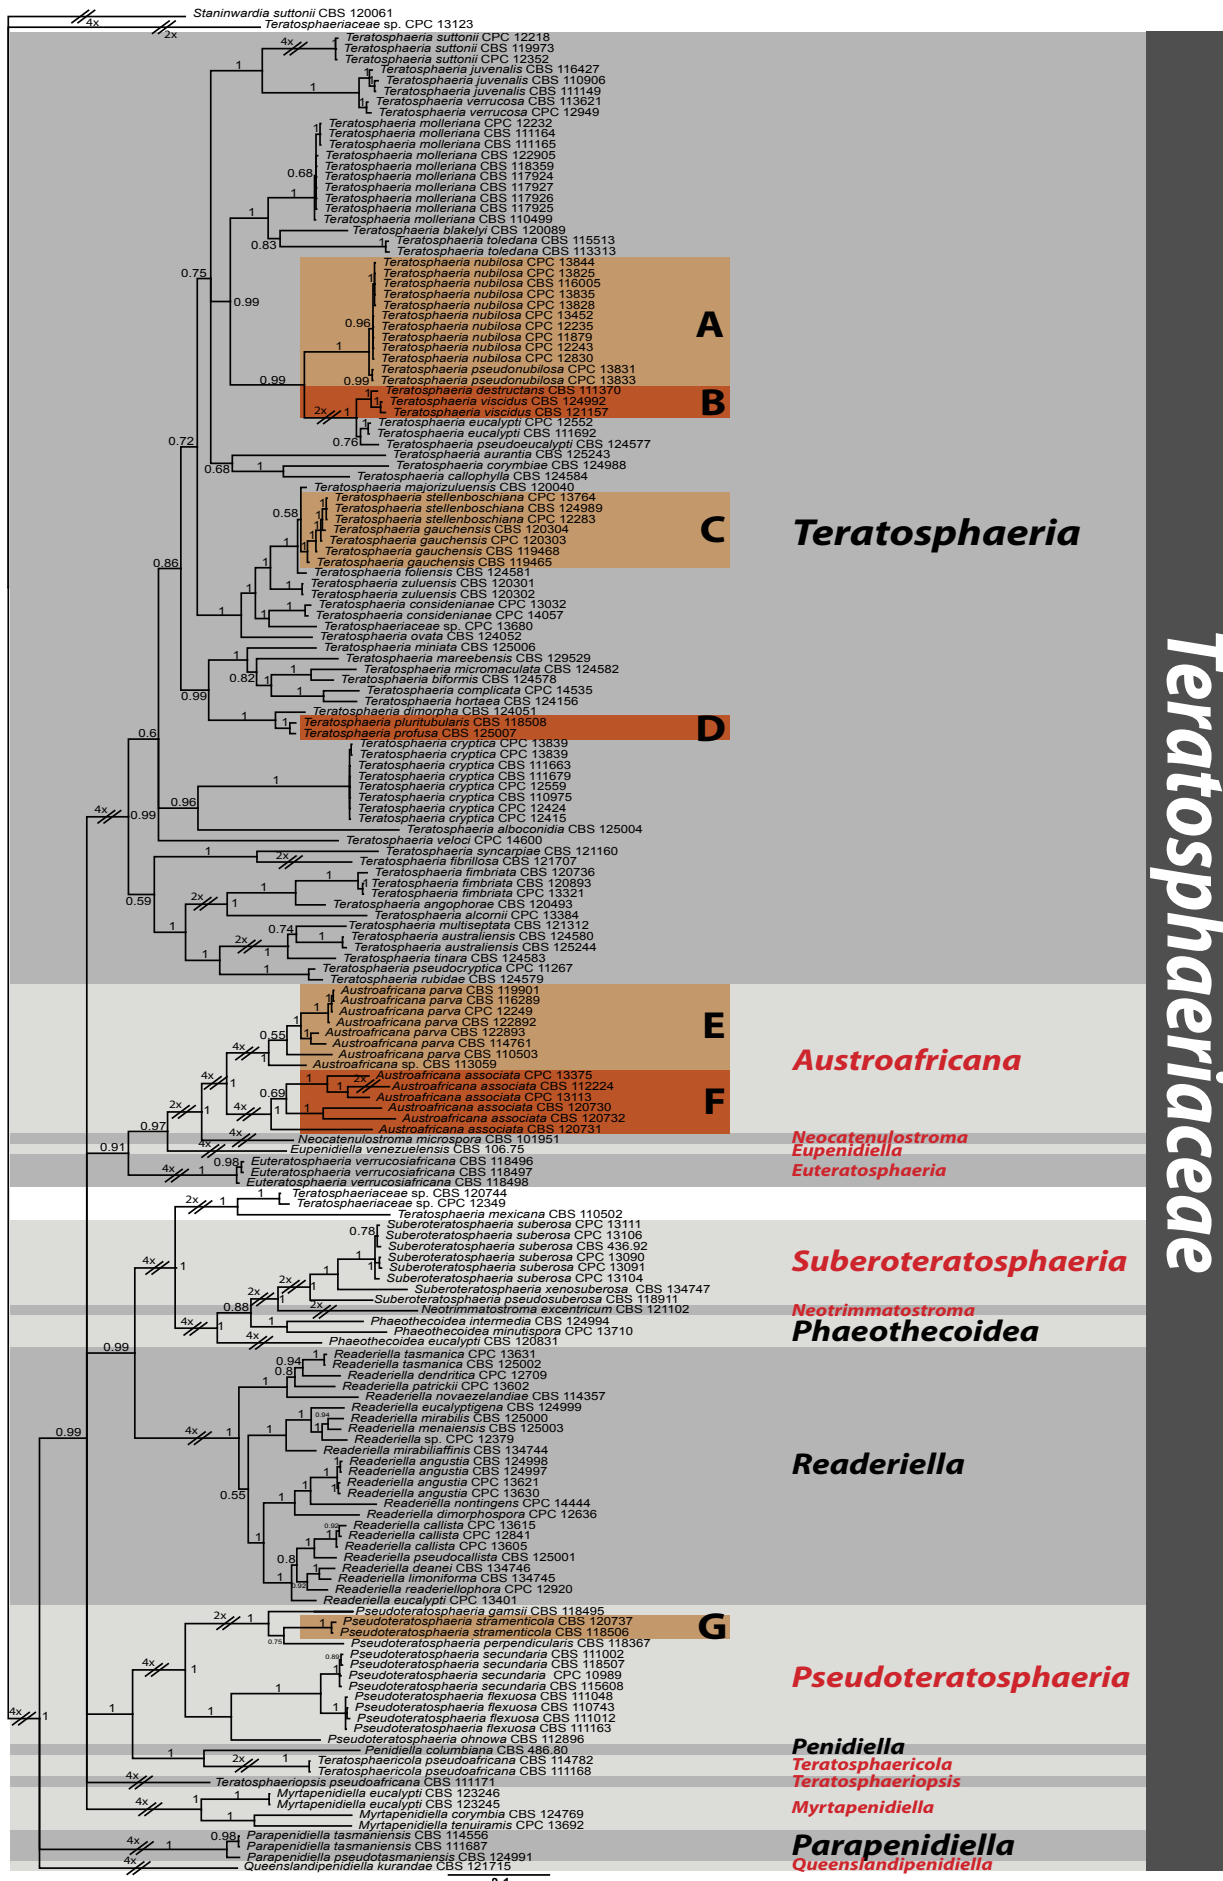 Staninwardia suttonii CBS 120061
Teratosphaeriaceae sp. CPC 13123
Teratosphaeria suttonii CPC 12218
Teratosphaeria suttonii CBS 119973
Teratosphaeria suttonii CPC 12352
Teratosphaeria juvenalis CBS 116427
Teratosphaeria juvenalis CBS 110906
Teratosphaeria juvenalis CBS 111149
Teratosphaeria verrucosa CBS 113621
Teratosphaeria verrucosa CPC 12949
Teratosphaeria molleriana CPC 12232
Teratosphaeria molleriana CBS 111164
Teratosphaeria molleriana CBS 111165
Teratosphaeria molleriana CBS 122905
Teratosphaeria molleriana CBS 118359
Teratosphaeria molleriana CBS 117924
Teratosphaeria molleriana CBS 117927
Teratosphaeria molleriana CBS 117926
Teratosphaeria molleriana CBS 117925
Teratosphaeria molleriana CBS 110499
Teratosphaeria blakelyi CBS 120089
Teratosphaeria toledana CBS 115513
Teratosphaeria toledana CBS 113313
Teratosphaeria nubilosa CPC 13844
Teratosphaeria nubilosa CPC 13825
Teratosphaeria nubilosa CBS 116005
Teratosphaeria nubilosa CPC 13835
Teratosphaeria nubilosa CPC 13828
Teratosphaeria nubilosa CPC 13452
Teratosphaeria nubilosa CPC 12235
Teratosphaeria nubilosa CPC 11879
Teratosphaeria nubilosa CPC 12243
Teratosphaeria nubilosa CPC 12830
Teratosphaeria pseudonubilosa CPC 13831
Teratosphaeria pseudonubilosa CPC 13833
A
Teratosphaeria destructans CBS 111370
Teratosphaeria viscidus CBS 124992
Teratosphaeria viscidus CBS 121157
B
Teratosphaeria eucalypti CPC 12552
Teratosphaeria eucalypti CBS 111692
Teratosphaeria pseudoeucalypti CBS 124577
Teratosphaeria aurantia CBS 125243
Teratosphaeria corymbiae CBS 124988
Teratosphaeria callophylla CBS 124584
Teratosphaeria majorizuluensis CBS 120040
Teratosphaeria stellenboschiana CPC 13764
Teratosphaeria stellenboschiana CBS 124989
Teratosphaeria stellenboschiana CPC 12283
Teratosphaeria gauchensis CBS 120304
Teratosphaeria gauchensis CPC 120303
Teratosphaeria gauchensis CBS 119468
Teratosphaeria gauchensis CBS 119465
C
Teratosphaeria
Teratosphaeria foliensis CBS 124581
Teratosphaeria zuluensis CBS 120301
Teratosphaeria zuluensis CBS 120302
Teratosphaeria considenianae CPC 13032
Teratosphaeria considenianae CPC 14057
Teratosphaeriaceae sp. CPC 13680
Teratosphaeria ovata CBS 124052
Teratosphaeria miniata CBS 125006
Teratosphaeria mareebensis CBS 129529
Teratosphaeria micromaculata CBS 124582
Teratosphaeria biformis CBS 124578
Teratosphaeria complicata CPC 14535
Teratosphaeria hortaea CBS 124156
Teratosphaeria dimorpha CBS 124051
Teratosphaeria pluritubularis CBS 118508
Teratosphaeria profusa CBS 125007
D
Teratosphaeria cryptica CPC 13839
Teratosphaeria cryptica CPC 13839
Teratosphaeria cryptica CBS 111663
Teratosphaeria cryptica CBS 111679
Teratosphaeria cryptica CPC 12559
Teratosphaeria cryptica CBS 110975
Teratosphaeria cryptica CPC 12424
Teratosphaeria cryptica CPC 12415
Teratosphaeria alboconidia CBS 125004
Teratosphaeria veloci CPC 14600
Teratosphaeria syncarpiae CBS 121160
Teratosphaeria fibrillosa CBS 121707
Teratosphaeria fimbriata CBS 120736
Teratosphaeria fimbriata CBS 120893
Teratosphaeria fimbriata CPC 13321
Teratosphaeria angophorae CBS 120493
Teratosphaeria alcornii CPC 13384
Teratosphaeria multiseptata CBS 121312
Teratosphaeria australiensis CBS 124580
Teratosphaeria australiensis CBS 125244
Teratosphaeria tinara CBS 124583
Teratosphaeria pseudocryptica CPC 11267
Teratosphaeria rubidae CBS 124579
Teratosphaeriaceae
Austroafricana parva CBS 119901
Austroafricana parva CBS 116289
Austroafricana parva CPC 12249
Austroafricana parva CBS 122892
Austroafricana parva CBS 122893
Austroafricana parva CBS 114761
Austroafricana parva CBS 110503
E
Austroafricana sp. CBS 113059
Austroafricana
Austroafricana associata CPC 13375
Austroafricana associata CBS 112224
Austroafricana associata CPC 13113
Austroafricana associata CBS 120730
Austroafricana associata CBS 120732
Austroafricana associata CBS 120731
F
Neocatenulostroma microspora CBS 101951
Neocatenulostroma
Eupenidiella venezuelensis CBS 106.75
Eupenidiella
Euteratosphaeria verrucosiafricana CBS 118496
Euteratosphaeria verrucosiafricana CBS 118497
Euteratosphaeria verrucosiafricana CBS 118498
Euteratosphaeria
Teratosphaeriaceae sp. CBS 120744
Teratosphaeriaceae sp. CPC 12349
Teratosphaeria mexicana CBS 110502
Suberoteratosphaeria suberosa CPC 13111
Suberoteratosphaeria suberosa CPC 13106
Suberoteratosphaeria suberosa CBS 436.92
Suberoteratosphaeria suberosa CPC 13090
Suberoteratosphaeria suberosa CPC 13091
Suberoteratosphaeria suberosa CPC 13104
Suberoteratosphaeria xenosuberosa CBS 134747
Suberoteratosphaeria pseudosuberosa CBS 118911
Suberoteratosphaeria
Neotrimmatostroma excentricum CBS 121102
Neotrimmatostroma
Phaeothecoidea intermedia CBS 124994
Phaeothecoidea minutispora CPC 13710
Phaeothecoidea eucalypti CBS 120831
Phaeothecoidea
Readeriella tasmanica CPC 13631
Readeriella tasmanica CBS 125002
Readeriella dendritica CPC 12709
Readeriella patrickii CPC 13602
Readeriella novaezelandiae CBS 114357
Readeriella eucalyptigena CBS 124999
Readeriella mirabilis CBS 125000
Readeriella menaiensis CBS 125003
Readeriella sp. CPC 12379
Readeriella mirabiliaffinis CBS 134744
Readeriella angustia CBS 124998
Readeriella angustia CBS 124997
Readeriella angustia CPC 13621
Readeriella angustia CPC 13630
Readeriella nontingens CPC 14444
Readeriella dimorphospora CPC 12636
Readeriella callista CPC 13615
Readeriella callista CPC 12841
Readeriella callista CPC 13605
Readeriella pseudocallista CBS 125001
Readeriella deanei CBS 134746
Readeriella limoniforma CBS 134745
Readeriella readeriellophora CPC 12920
Readeriella eucalypti CPC 13401
Readeriella
Pseudoteratosphaeria gamsii CBS 118495
Pseudoteratosphaeria stramenticola CBS 120737
Pseudoteratosphaeria stramenticola CBS 118506
G
Pseudoteratosphaeria perpendicularis CBS 118367
Pseudoteratosphaeria secundaria CBS 111002
Pseudoteratosphaeria secundaria CBS 118507
Pseudoteratosphaeria secundaria CPC 10989
Pseudoteratosphaeria secundaria CBS 115608
Pseudoteratosphaeria flexuosa CBS 111048
Pseudoteratosphaeria flexuosa CBS 110743
Pseudoteratosphaeria flexuosa CBS 111012
Pseudoteratosphaeria flexuosa CBS 111163
Pseudoteratosphaeria ohnowa CBS 112896
Pseudoteratosphaeria
Penidiella columbiana CBS 486.80
Penidiella
Teratosphaericola pseudoafricana CBS 114782
Teratosphaericola pseudoafricana CBS 111168
Teratosphaericola
Teratosphaeriopsis pseudoafricana CBS 111171
Teratosphaeriopsis
Myrtapenidiella eucalypti CBS 123246
Myrtapenidiella eucalypti CBS 123245
Myrtapenidiella corymbia CBS 124769
Myrtapenidiella tenuiramis CPC 13692
Myrtapenidiella
Parapenidiella tasmaniensis CBS 114556
Parapenidiella tasmaniensis CBS 111687
Parapenidiella pseudotasmaniensis CBS 124991
Parapenidiella
Queenslandipenidiella kurandae CBS 121715
Queenslandipenidiella